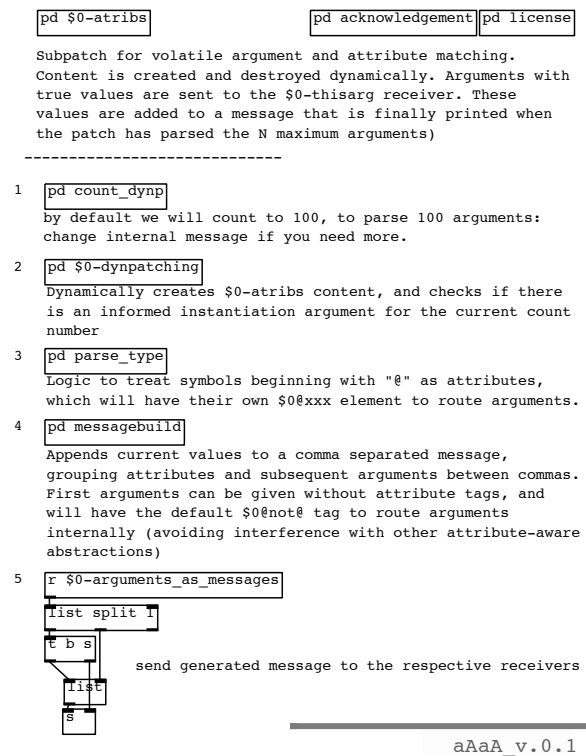 pd $0-atribs
pd acknowledgement
pd license
Subpatch for volatile argument and attribute matching.
Content is created and destroyed dynamically. Arguments with
true values are sent to the $0-thisarg receiver. These
values are added to a message that is finally printed when
the patch has parsed the N maximum arguments)
-----------------------------
1 pd count_dynp
by default we will count to 100, to parse 100 arguments:
change internal message if you need more.
2 pd $0-dynpatching
Dynamically creates $0-atribs content, and checks if there
is an informed instantiation argument for the current count
number
3 pd parse_type
Logic to treat symbols beginning with "@" as attributes,
which will have their own $0@xxx element to route arguments.
4 pd messagebuild
Appends current values to a comma separated message,
grouping attributes and subsequent arguments between commas.
First arguments can be given without attribute tags, and
will have the default $0@not@ tag to route arguments
internally (avoiding interference with other attribute-aware
abstractions)
5 r $0-arguments_as_messages
list split 1
t b s
send generated message to the respective receivers
list
s
aAaA_v.0.1